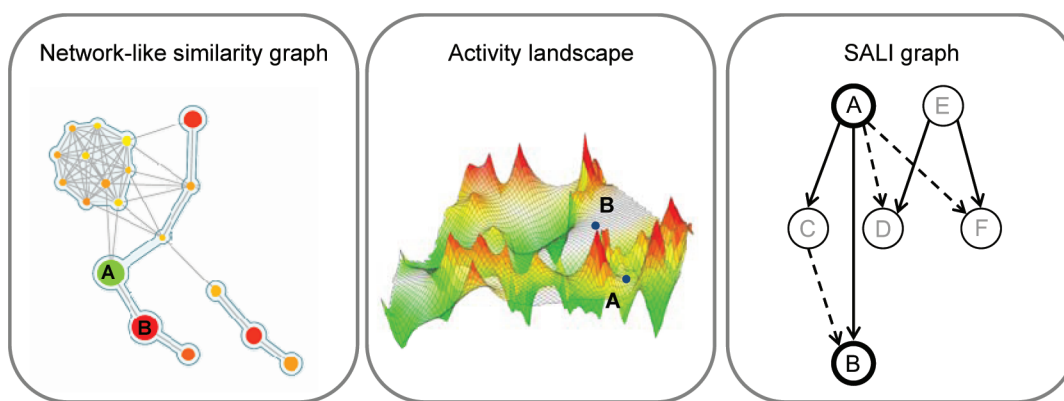 Network-like similarity graph
A
B
Activity landscape
B
A
SALI graph
A
E
C
D
F
B